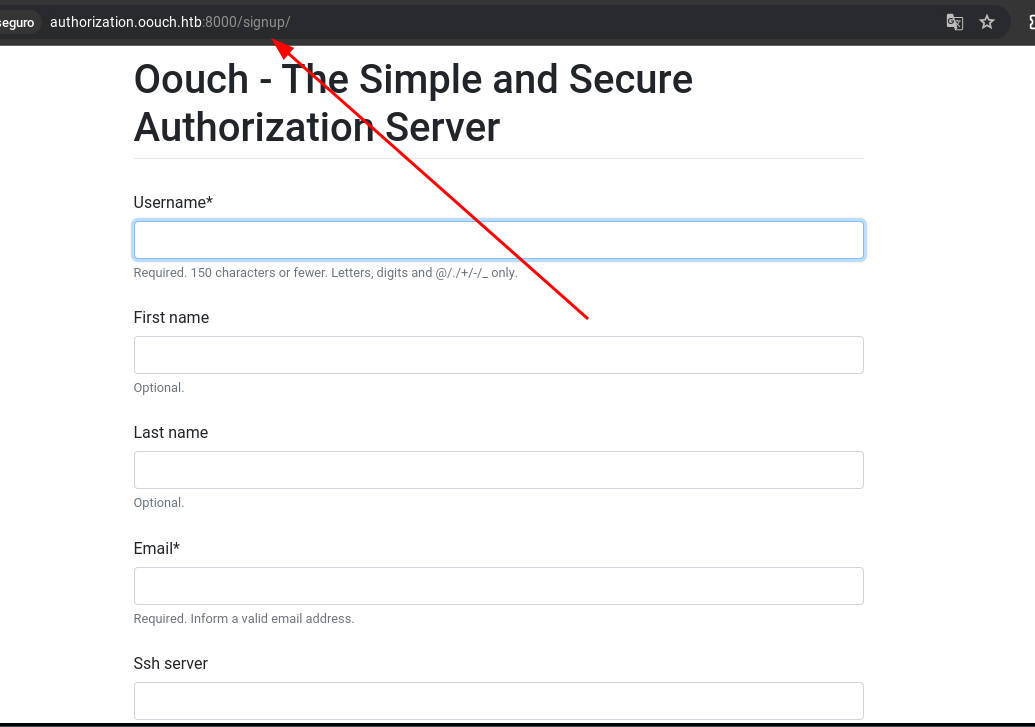 seguro authorization.oouch.htb:8000/signup/
Oouch - The Simple and Secure
Authorization Server
Username*
Required. 150 characters or fewer. Letters, digits and @/./+/-/_ only.
First name
Optional.
Last name
Optional.
Email*
Required. Inform a valid email address.
Ssh server